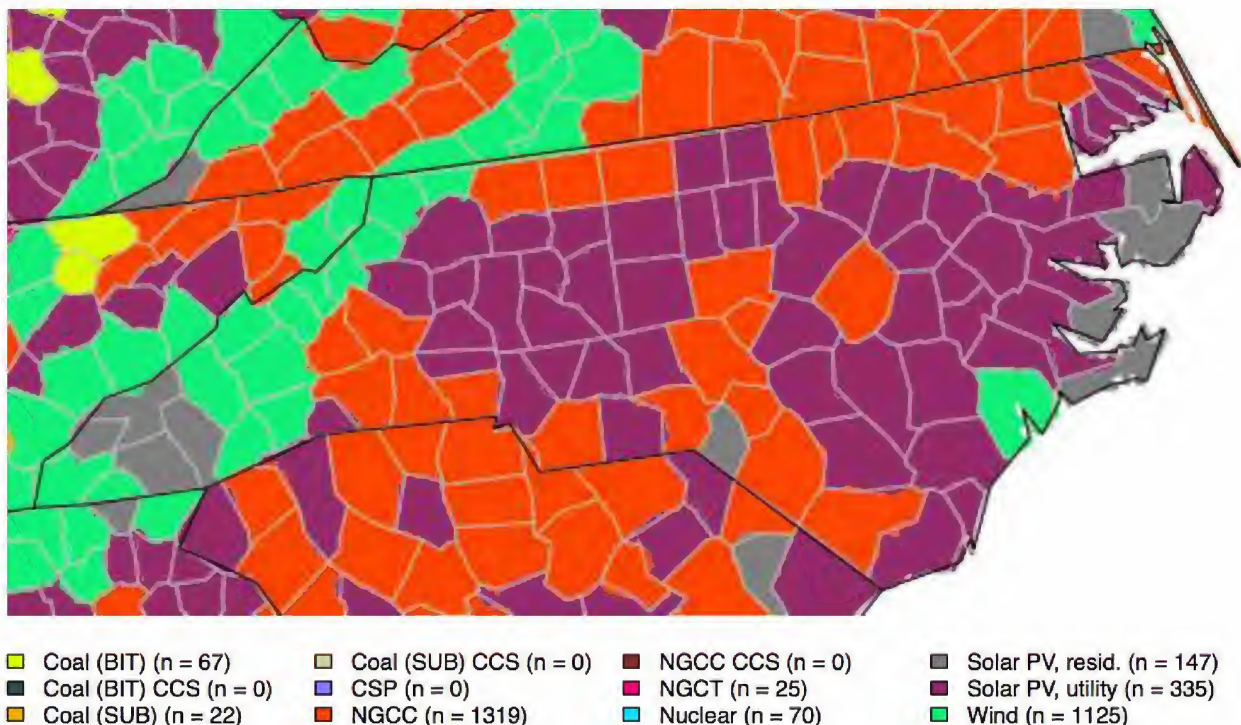 Coal (BIT) (n = 67) Coal (SUB) CCS (n = 0) NGCC CCS (n = 0) Solar PV, resid. (n = 147)
Coal (BIT) CCS (n = 0) CSP (n = 0) NGCT (n = 25) Solar PV, utility (n = 335)
Coal (SUB) (n = 22) NGCC (n = 1319) Nuclear (n = 70) Wind (n = 1125)